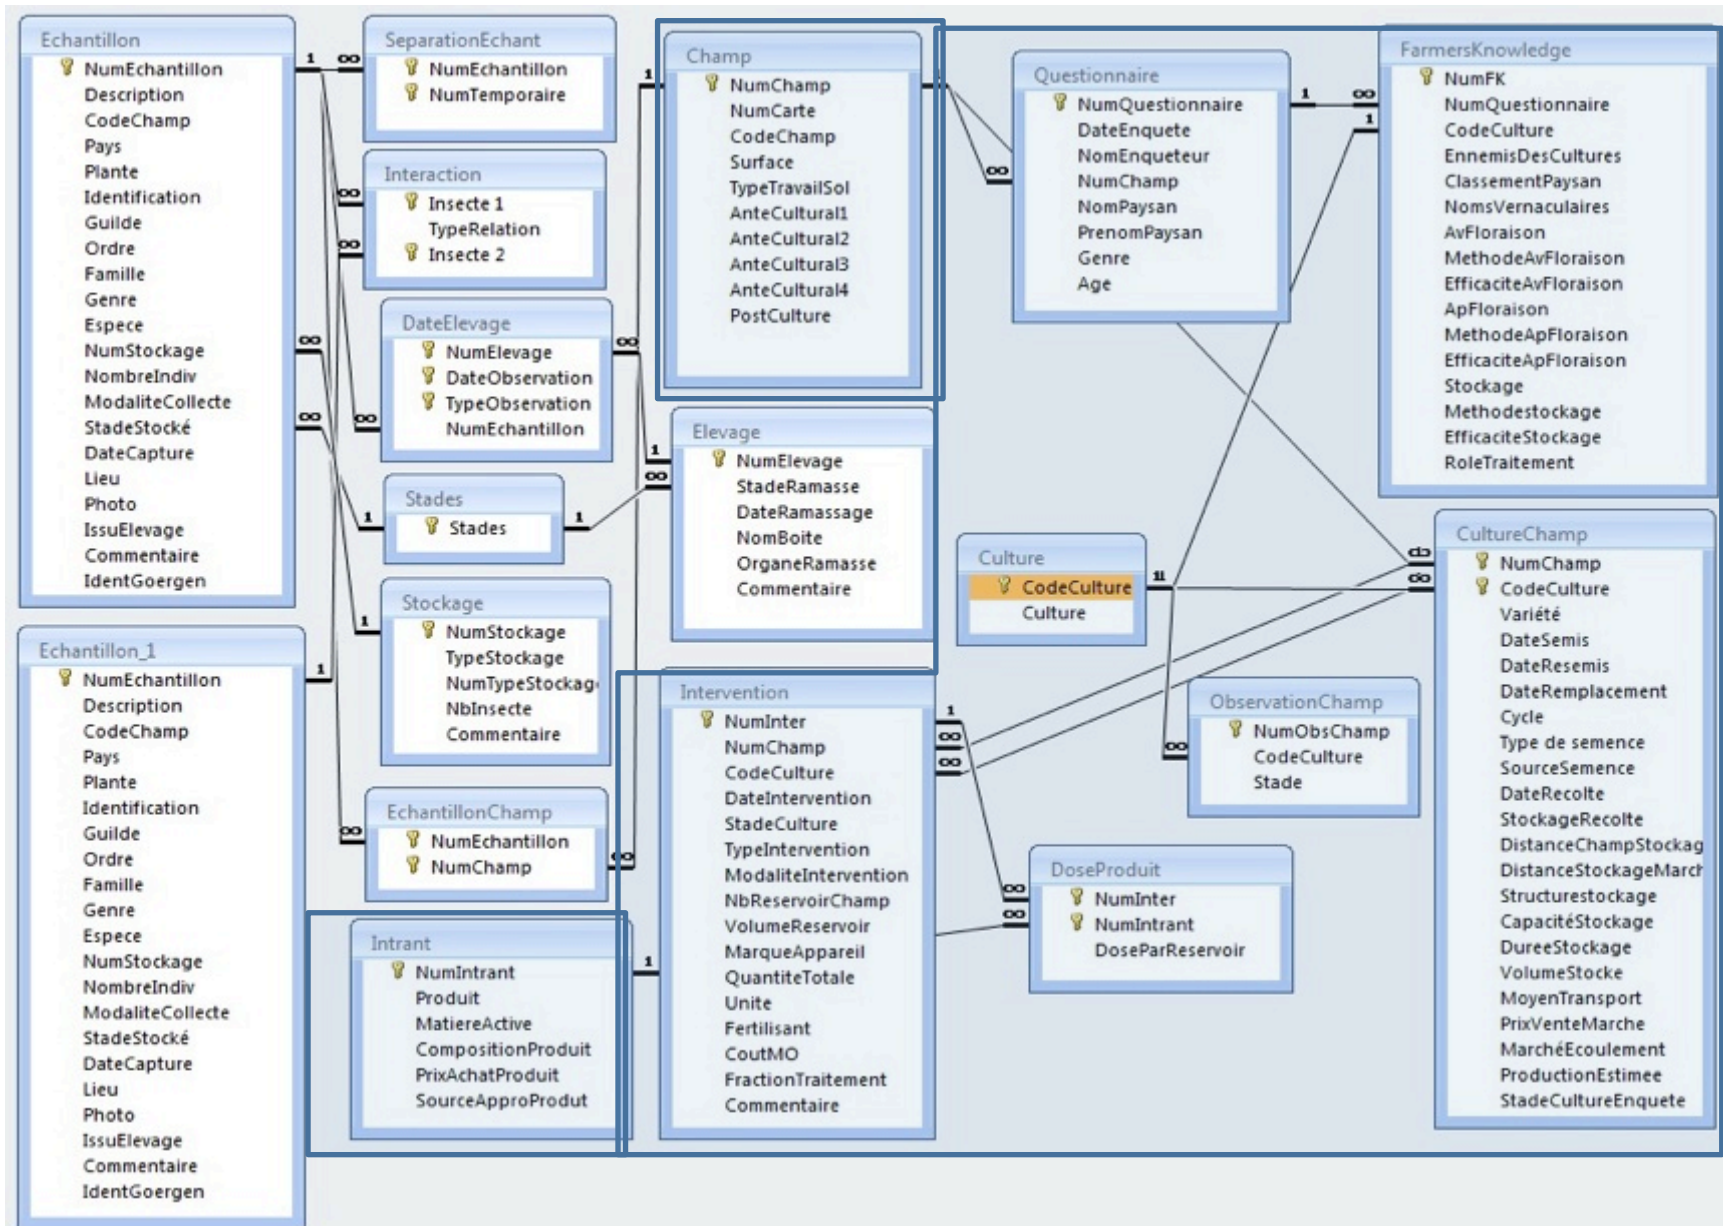 Echantillon
NumEchantillon
Description
CodeChamp
Pays
Plante
Identification
Guilde
Ordre
Famille
Genre
Espece
NumStockage
NombreIndiv
ModaliteCollecte
StadeStocké
DateCapture
Lieu
Photo
IssuElevage
Commentaire
IdentGoergen
Echantillon_1
NumEchantillon
Description
CodeChamp
Pays
Plante
Identification
Guilde
Ordre
Famille
Genre
Espece
NumStockage
NombreIndiv
ModaliteCollecte
StadeStocké
DateCapture
Lieu
Photo
IssuElevage
Commentaire
IdentGoergen
SeparationEchant
NumEchantillon
NumTemporaire
Interaction
Insecte 1
TypeRelation
Insecte 2
DateElevage
NumElevage
DateObservation
TypeObservation
NumEchantillon
Stades
Stades
Stockage
NumStockage
TypeStockage
NumTypeStockag
NbInsecte
Commentaire
EchantillonChamp
NumEchantillon
NumChamp
Intrant
NumIntrant
Produit
MatiereActive
CompositionProduit
PrixAchatProduit
SourceApproProdut
Champ
NumChamp
NumCarte
CodeChamp
Surface
TypeTravailSol
AnteCultural1
AnteCultural2
AnteCultural3
AnteCultural4
PostCulture
Elevage
NumElevage
StadeRamasse
DateRamassage
NomBoite
OrganeRamasse
Commentaire
Intervention
NumInter
NumChamp
CodeCulture
DateIntervention
StadeCulture
TypeIntervention
ModaliteIntervention
NbReservoirChamp
VolumeReservoir
MarqueAppareil
QuantiteTotale
Unite
Fertilisant
CoutMO
FractionTraitement
Commentaire
Questionnaire
NumQuestionnaire
DateEnquete
NomEnqueteur
NumChamp
NomPaysan
PrenomPaysan
Genre
Age
Culture
CodeCulture
Culture
ObservationChamp
NumObsChamp
CodeCulture
Stade
DoseProduit
NumInter
NumIntrant
DoseParReservoir
FarmersKnowledge
NumFK
NumQuestionnaire
CodeCulture
EnnemisDesCultures
ClassementPaysan
NomsVernaculaires
AvFloraison
MethodeAvFloraison
EfficaciteAvFloraison
ApFloraison
MethodeApFloraison
EfficaciteApFloraison
Stockage
Methodestockage
EfficaciteStockage
RoleTraitement
CultureChamp
NumChamp
CodeCulture
Variété
DateSemis
DateResemis
DateRemplacement
Cycle
Type de semence
SourceSemence
DateRecolte
StockageRecolte
DistanceChampStockag
DistanceStockageMarch
Structurestockage
CapacitéStockage
DureeStockage
VolumeStocke
MoyenTransport
PrixVenteMarche
MarchéEcoulement
ProductionEstimee
StadeCultureEnquete